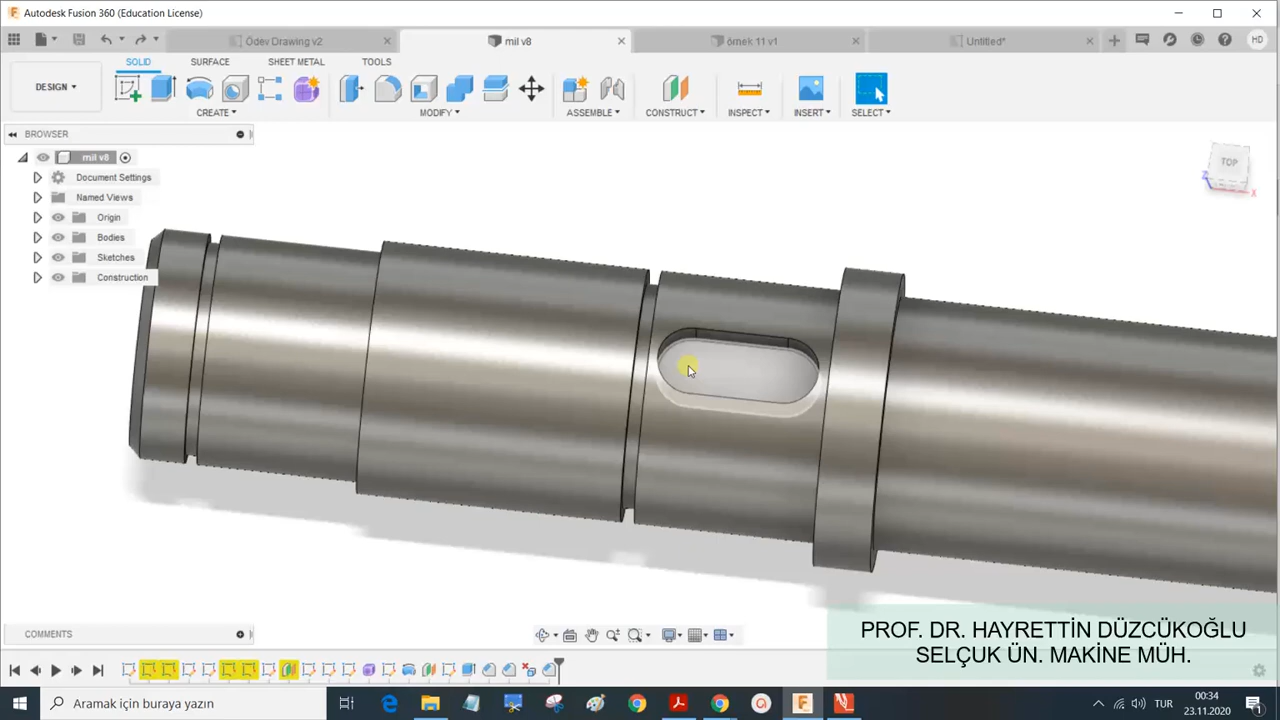 Autodesk Fusion 360 (Education License)
Ödev Drawing v2
mil v8
örnek 11 v1
Untitled*
HD
DESIGN
SOLID
SURFACE
SHEET METAL
TOOLS
CREATE
MODIFY
ASSEMBLE
CONSTRUCT
INSPECT
INSERT
SELECT
BROWSER
mil v8
Document Settings
Named Views
Origin
Bodies
Sketches
Construction
TOP
Z
X
COMMENTS
PROF. DR. HAYRETTİN DÜZCÜKOĞLU
SELÇUK ÜN. MAKİNE MÜH.
Aramak için buraya yazın
TUR
00:34
23.11.2020